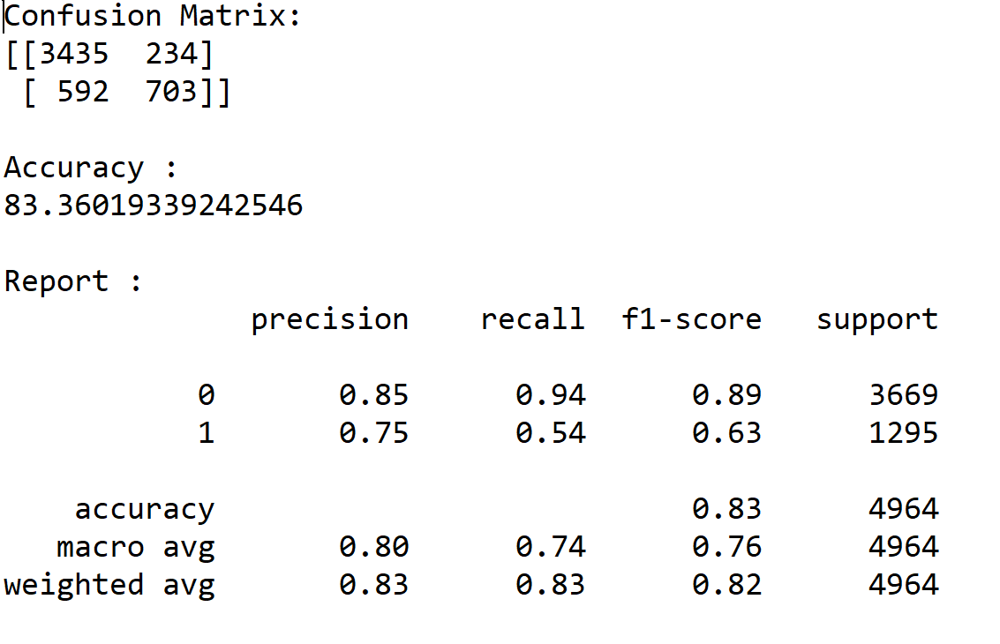 Confusion Matrix:
[[3435  234]
 [ 592  703]]
Accuracy :
83.36019339242546
Report :
              precision    recall  f1-score   support
           0       0.85      0.94      0.89      3669
           1       0.75      0.54      0.63      1295
    accuracy                           0.83      4964
   macro avg       0.80      0.74      0.76      4964
weighted avg       0.83      0.83      0.82      4964